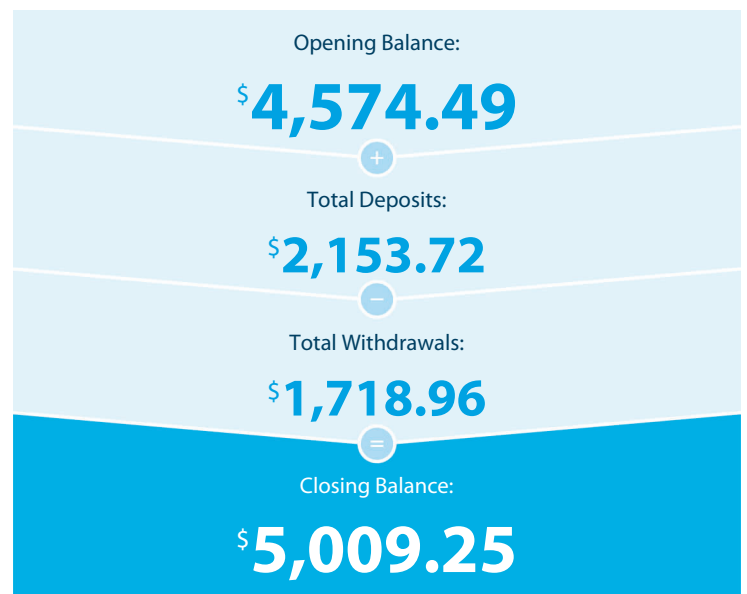 Opening Balance:
$4,574.49
+
Total Deposits:
$2,153.72
−
Total Withdrawals:
$1,718.96
=
Closing Balance:
$5,009.25